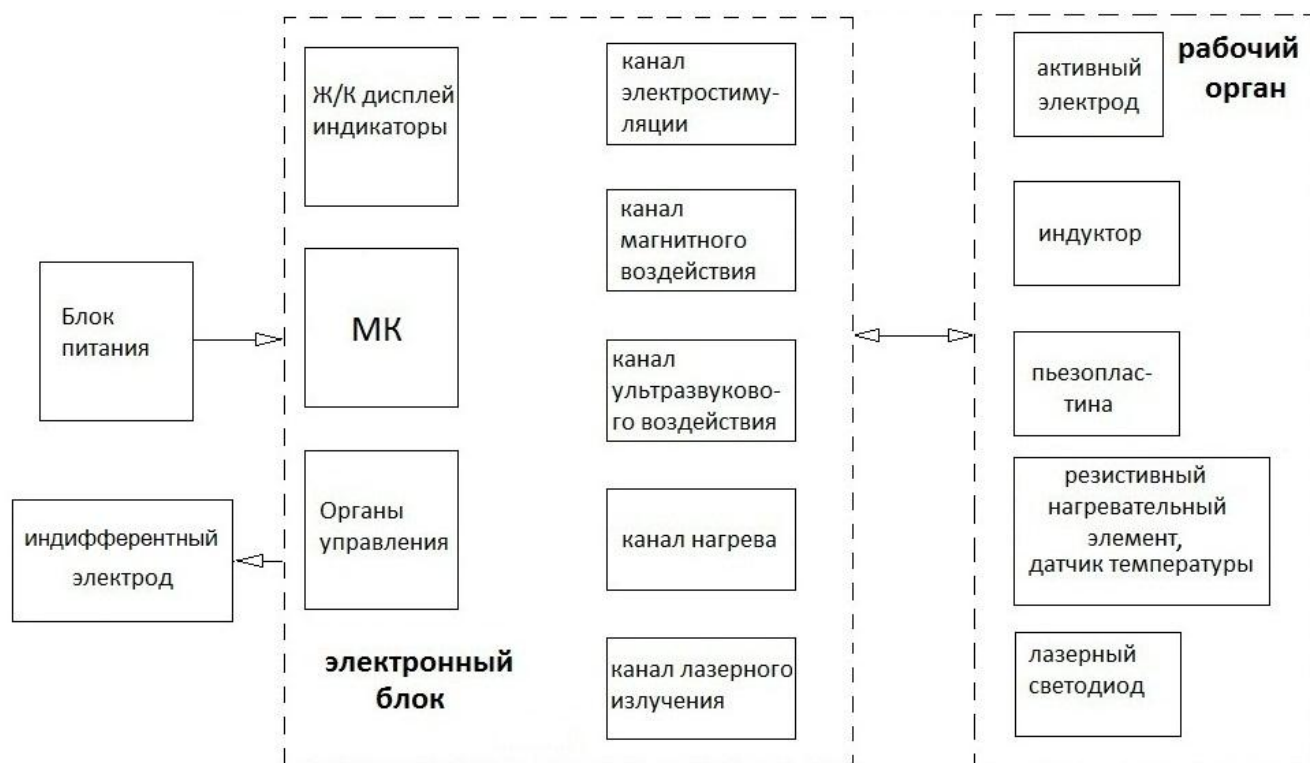 Блок
питания
индифферентный
электрод
Ж/К дисплей
индикаторы
МК
Органы
управления
электронный
блок
канал
электростиму-
ляции
канал
магнитного
воздействия
канал
ультразвуково-
го воздействия
канал нагрева
канал лазерного
излучения
рабочий
орган
активный
электрод
индуктор
пьезоплас-
тина
резистивный
нагревательный
элемент,
датчик температуры
лазерный
светодиод